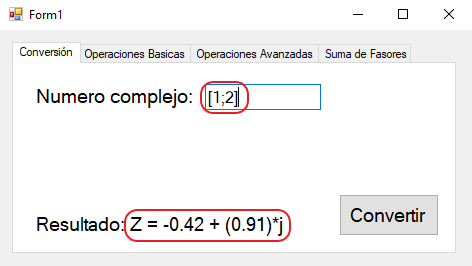 Form1
Conversión Operaciones Basicas Operaciones Avanzadas Suma de Fasores
Numero complejo: [1;2]
Resultado: Z = -0.42 + (0.91)*j
Convertir